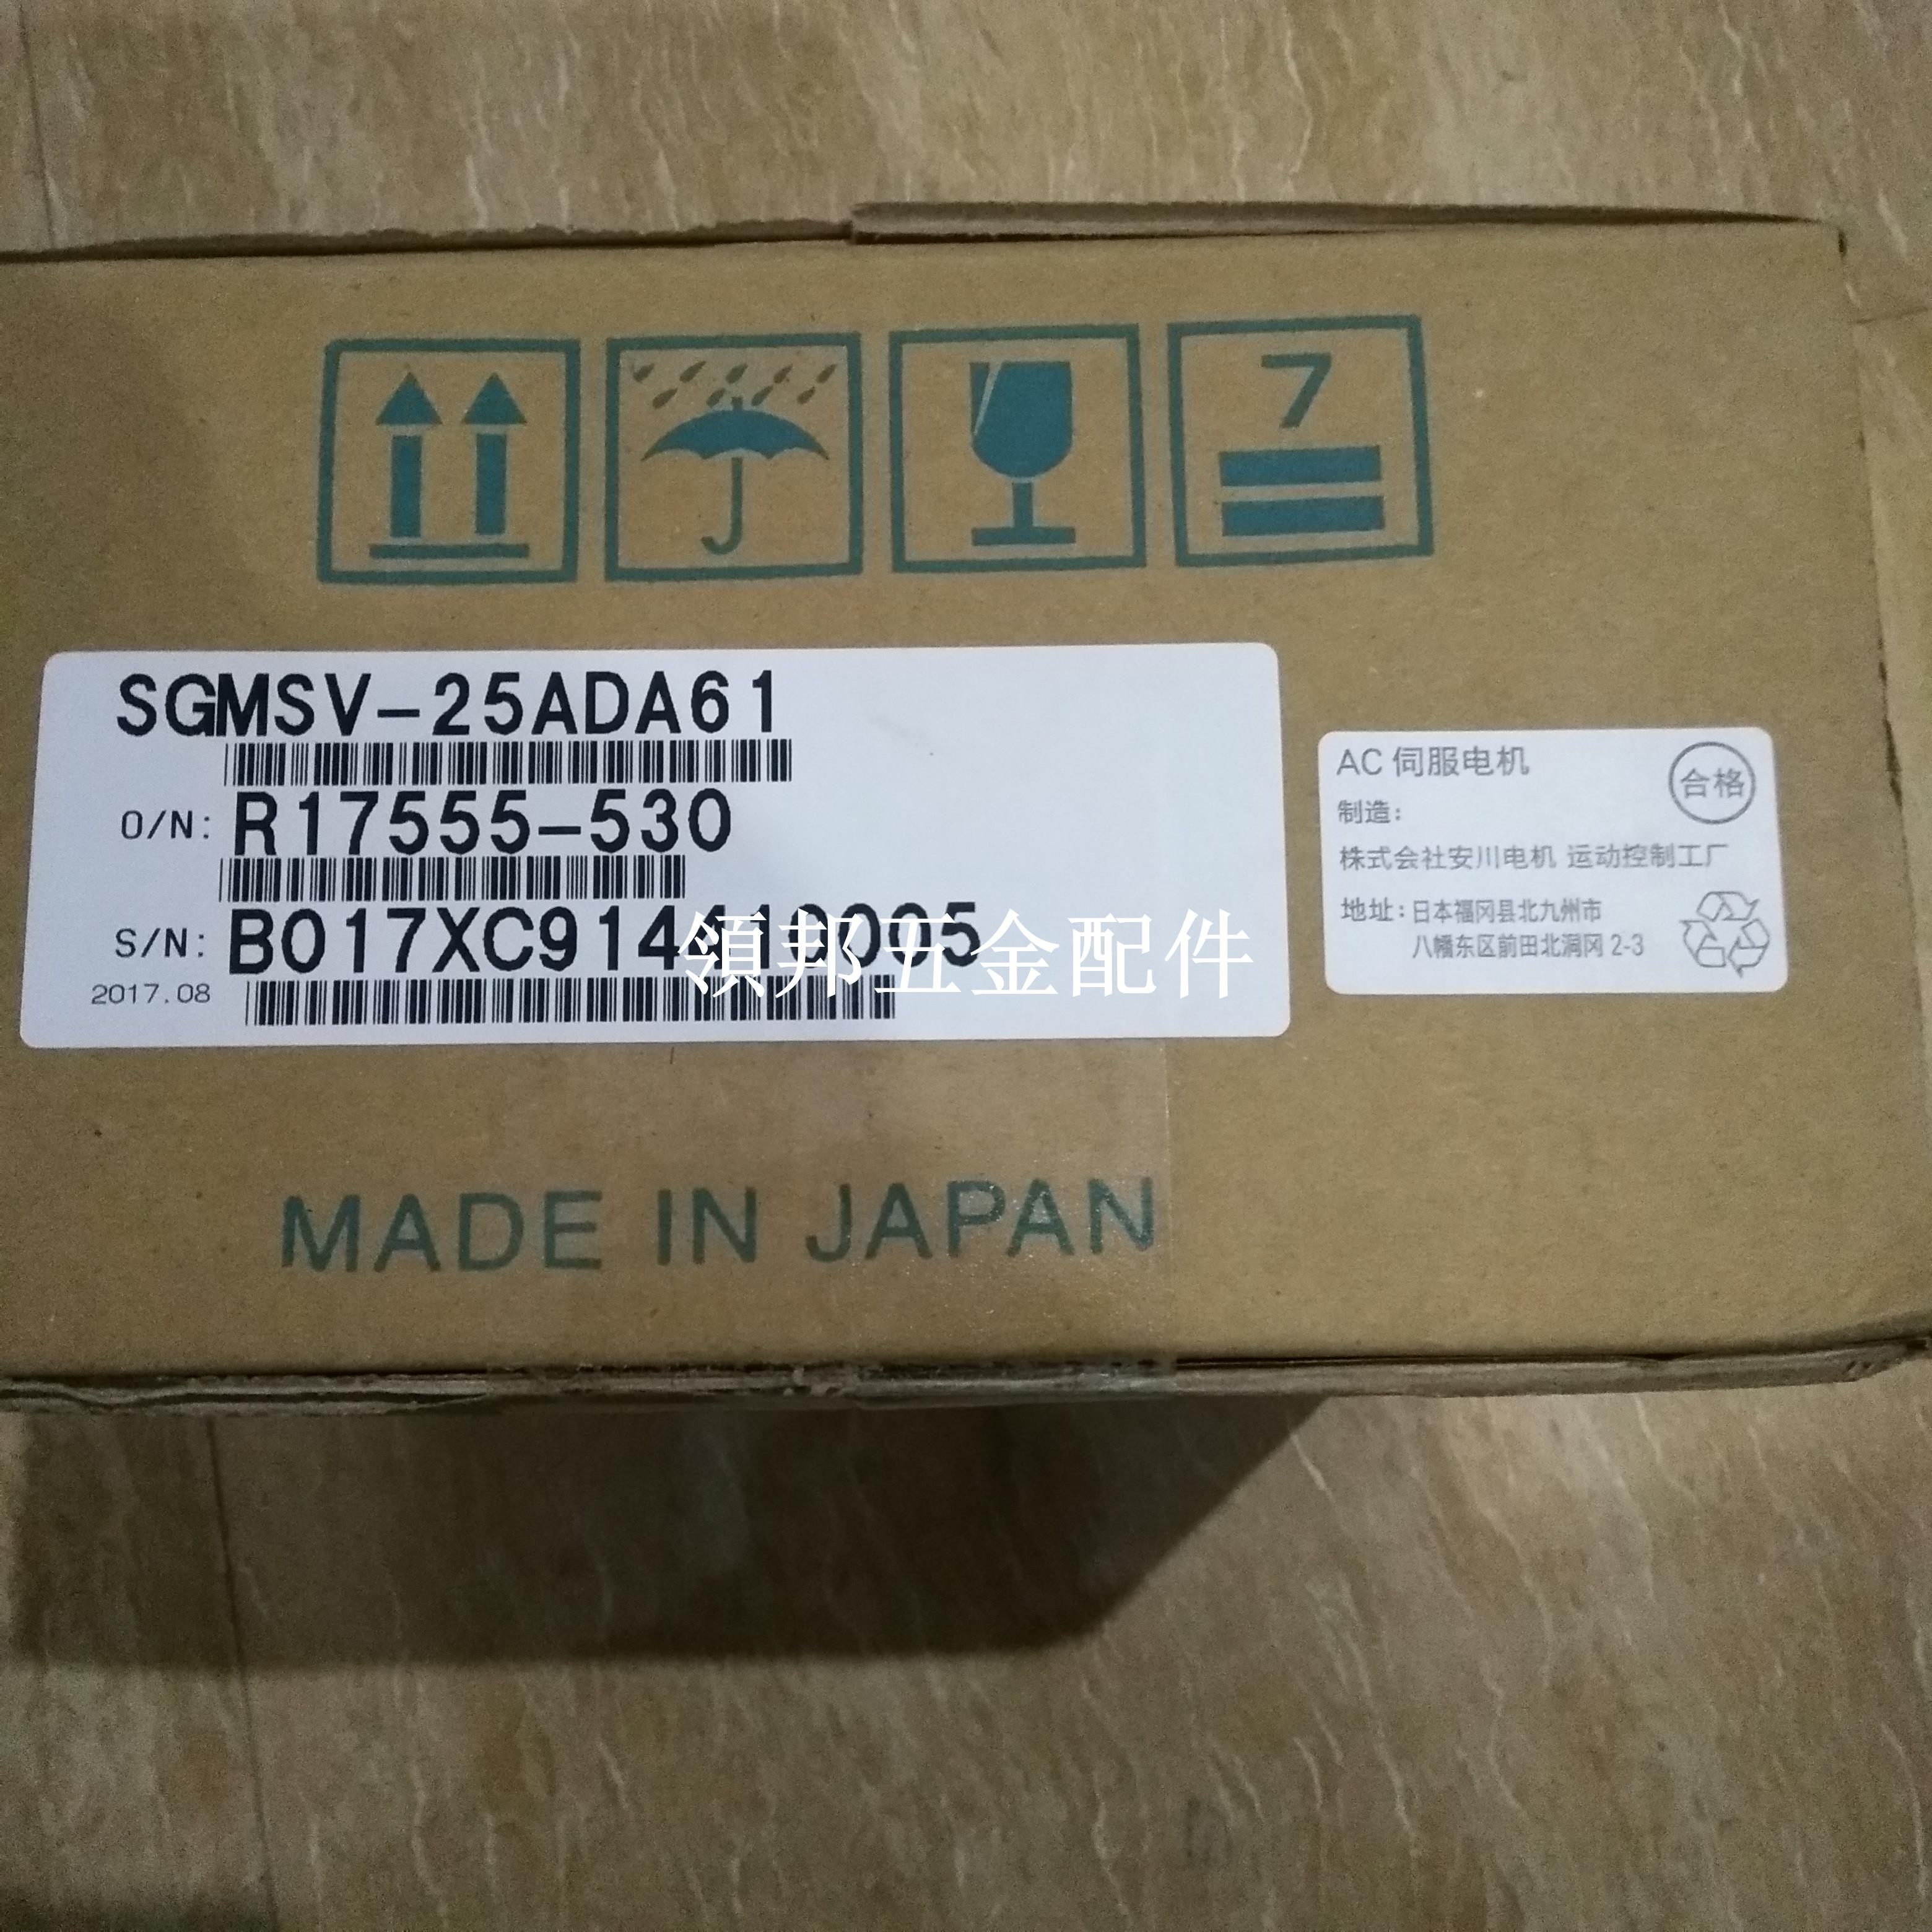 7
SGMSV-25ADA61
O/N: R17555-530
S/N: B017XC914410005
2017.08
領邦五金配件
AC 伺服电机
合格
制造:
株式会社安川电机 运动控制工厂
地址: 日本福冈县北九州市
八幡东区前田北洞冈 2-3
MADE IN JAPAN